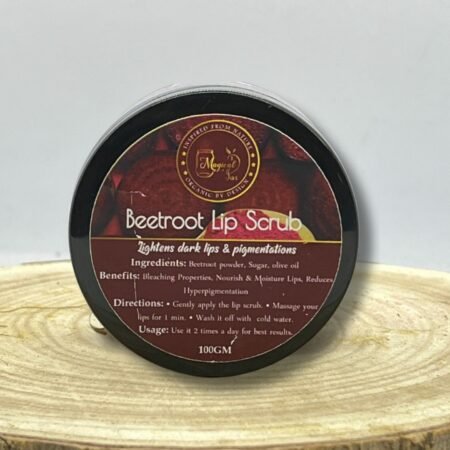 INSPIRED FROM NATURE
Magical
Jar
ORGANIC BY DESIGN
Beetroot Lip Scrub
Lightens dark lips & pigmentations
Ingredients: Beetroot powder, Sugar, olive oil
Benefits: Bleaching Properties, Nourish & Moisture Lips, Reduces
Hyperpigmentation
Directions: • Gently apply the lip scrub. • Massage your
lips for 1 min. • Wash it off with cold water.
Usage: Use it 2 times a day for best results.
100GM